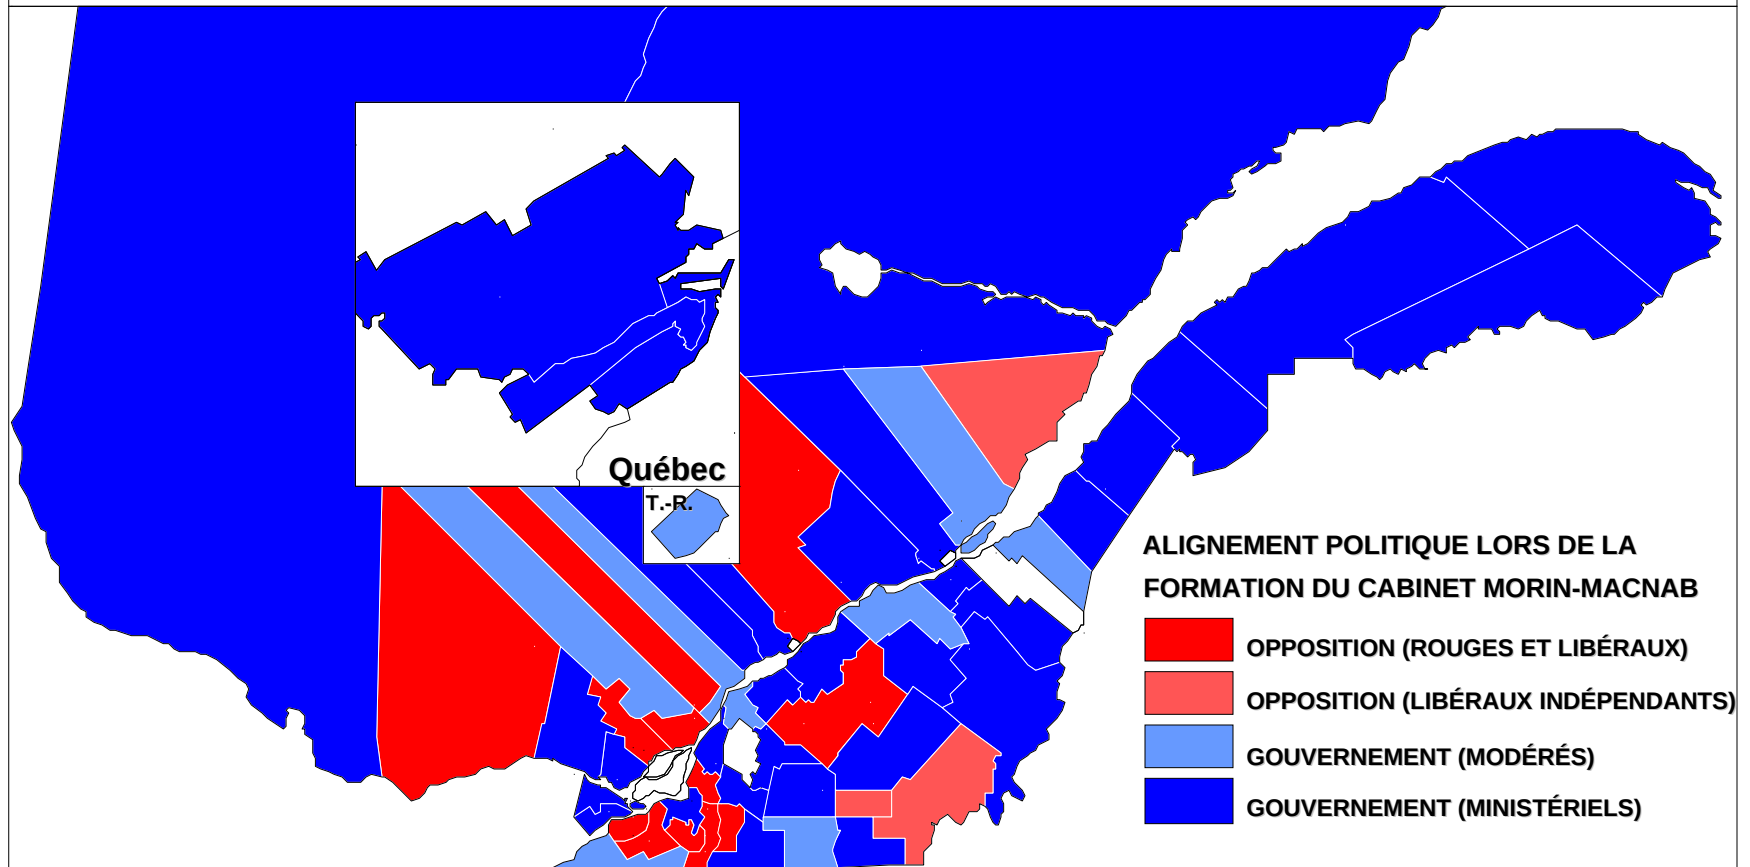 Québec
T.-R.
ALIGNEMENT POLITIQUE LORS DE LA
FORMATION DU CABINET MORIN-MACNAB
OPPOSITION (ROUGES ET LIBÉRAUX)
OPPOSITION (LIBÉRAUX INDÉPENDANTS)
GOUVERNEMENT (MODÉRÉS)
GOUVERNEMENT (MINISTÉRIELS)